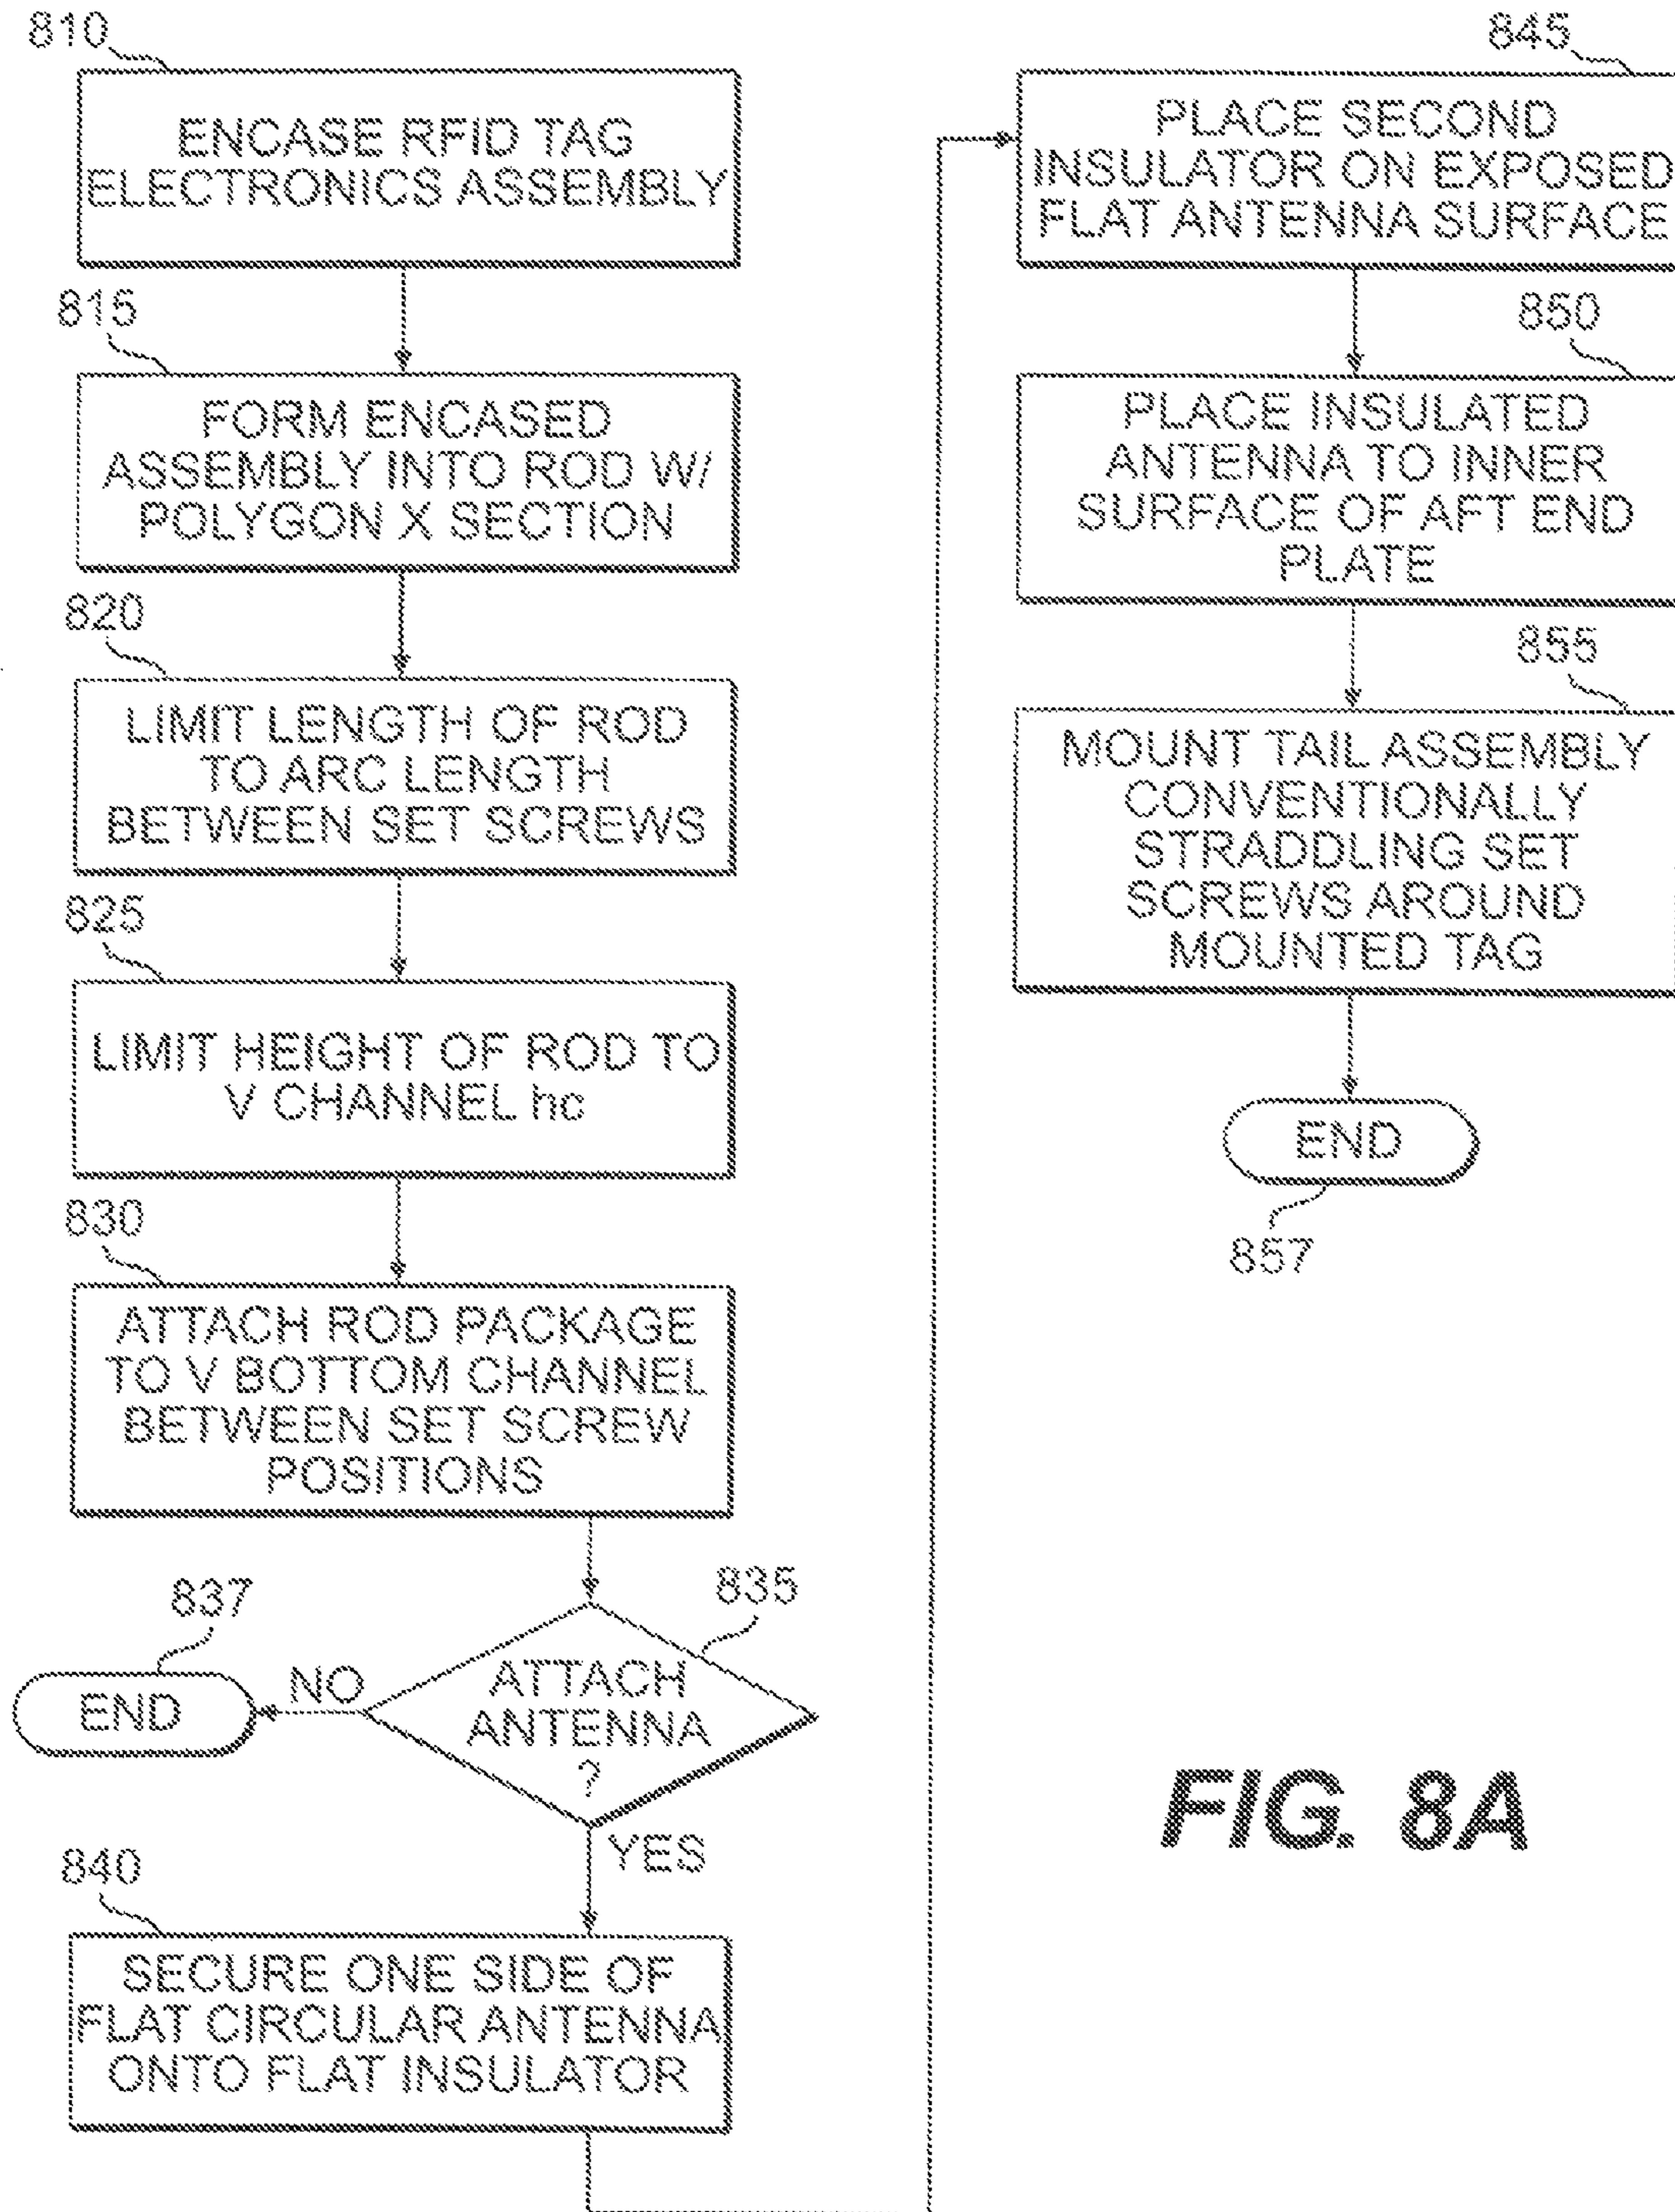 810
ENCASE RFID TAG
ELECTRONICS ASSEMBLY
815
FORM ENCASED
ASSEMBLY INTO ROD W/
POLYGON X SECTION
820
LIMIT LENGTH OF ROD
TO ARC LENGTH
BETWEEN SET SCREWS
825
LIMIT HEIGHT OF ROD TO
V CHANNEL hc
830
ATTACH ROD PACKAGE
TO V BOTTOM CHANNEL
BETWEEN SET SCREW
POSITIONS
835
ATTACH
ANTENNA
?
NO
837
END
YES
840
SECURE ONE SIDE OF
FLAT CIRCULAR ANTENNA
ONTO FLAT INSULATOR
845
PLACE SECOND
INSULATOR ON EXPOSED
FLAT ANTENNA SURFACE
850
PLACE INSULATED
ANTENNA TO INNER
SURFACE OF AFT END
PLATE
855
MOUNT TAIL ASSEMBLY
CONVENTIONALLY
STRADDLING SET
SCREWS AROUND
MOUNTED TAG
END
857
FIG. 8A